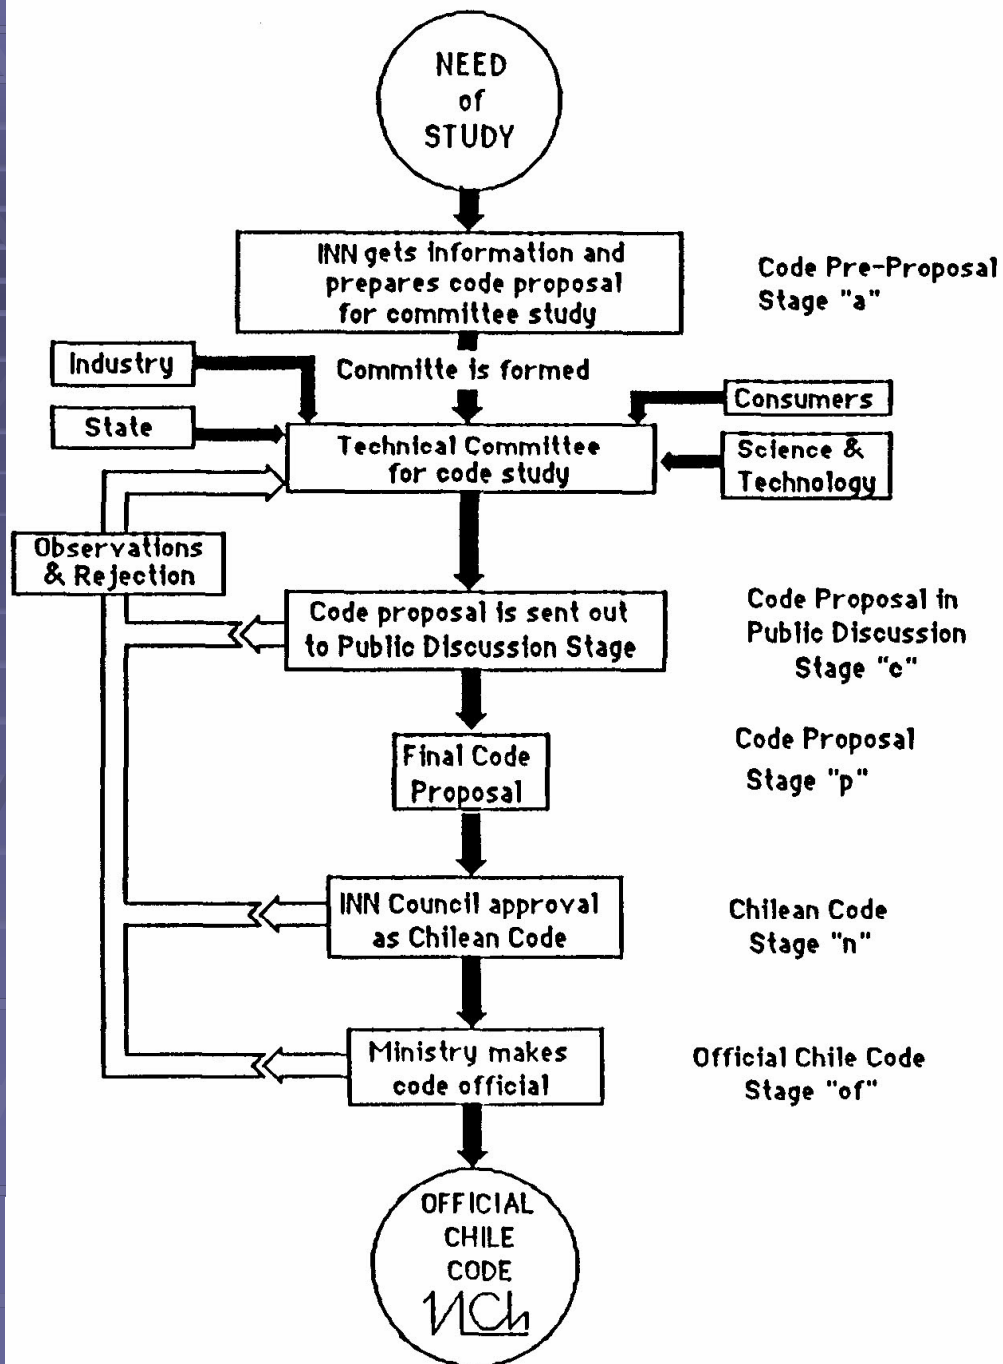 NEED
of
STUDY
INN gets information and
prepares code proposal
for committee study
Code Pre-Proposal
Stage "a"
Industry
Committe is formed
Consumers
State
Technical Committee
for code study
Science &
Technology
Observations
& Rejection
Code proposal is sent out
to Public Discussion Stage
Code Proposal in
Public Discussion
Stage "c"
Final Code
Proposal
Code Proposal
Stage "p"
INN Council approval
as Chilean Code
Chilean Code
Stage "n"
Ministry makes
code official
Official Chile Code
Stage "of"
OFFICIAL
CHILE
CODE
NCh